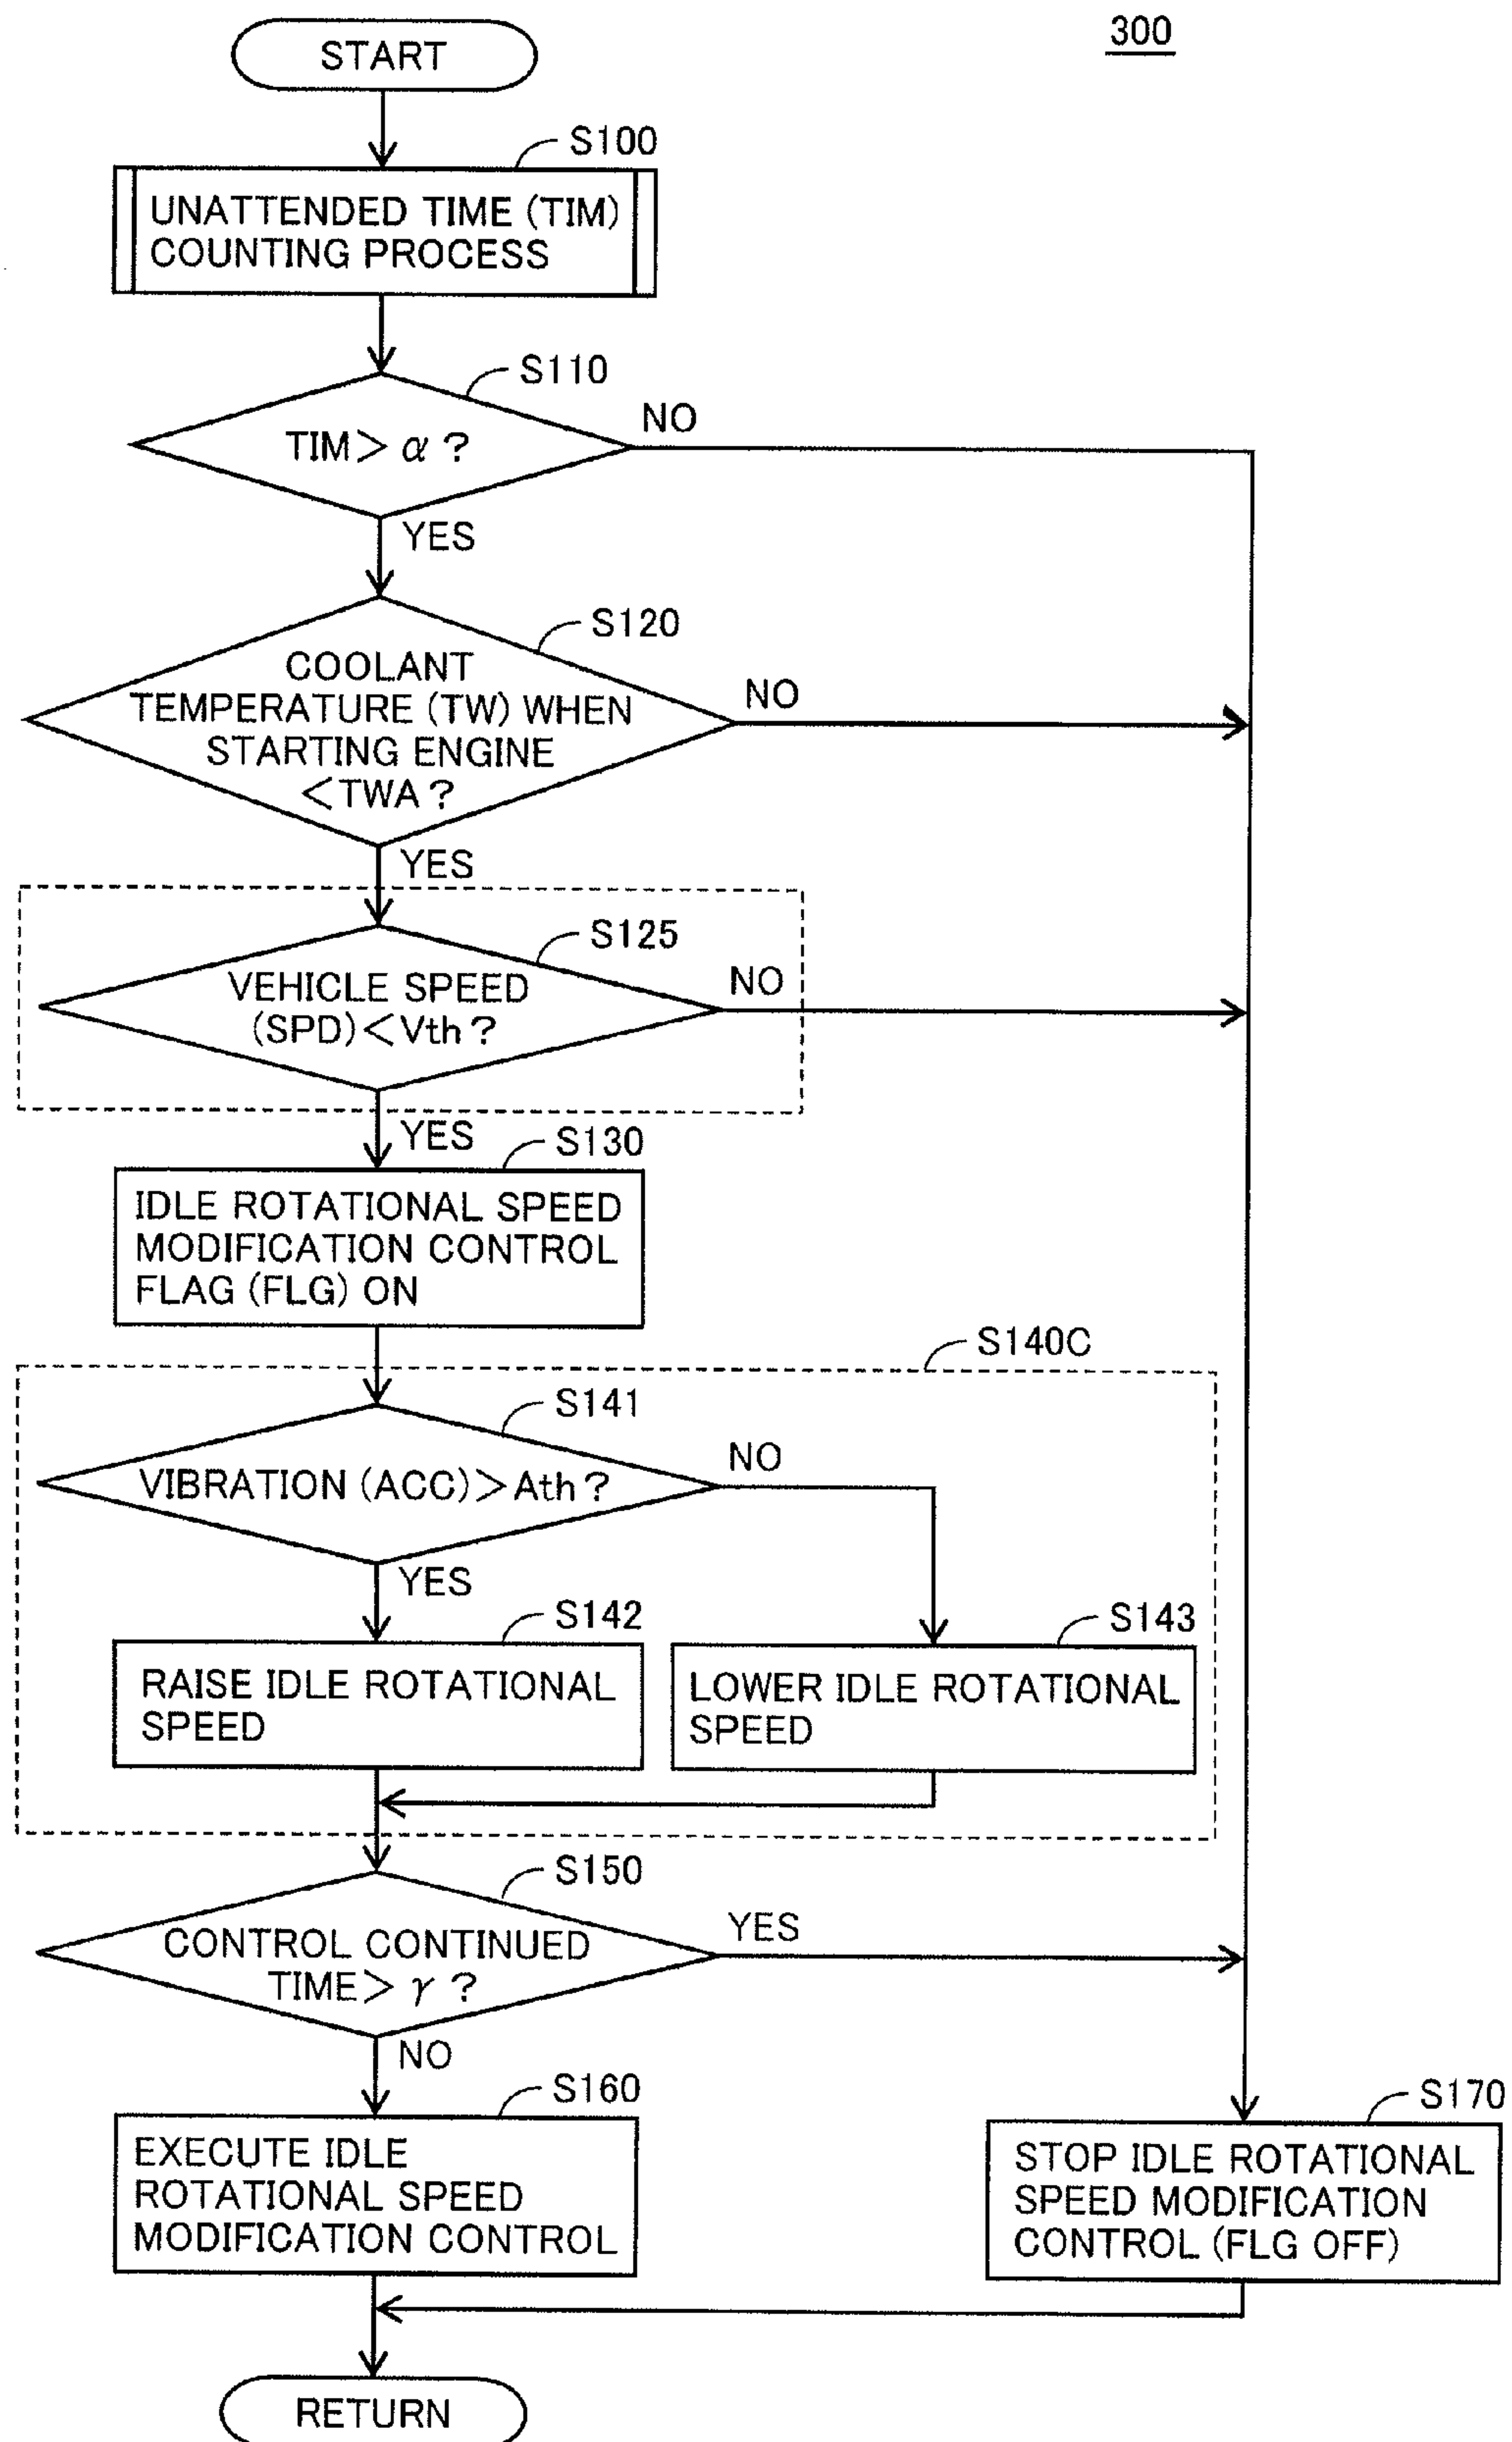 300
START
S100
UNATTENDED TIME (TIM)
COUNTING PROCESS
S110
TIM > α ?
NO
YES
S120
COOLANT
TEMPERATURE (TW) WHEN
STARTING ENGINE
< TWA ?
NO
YES
S125
VEHICLE SPEED
(SPD) < Vth ?
NO
YES
S130
IDLE ROTATIONAL SPEED
MODIFICATION CONTROL
FLAG (FLG) ON
S140C
S141
VIBRATION (ACC) > Ath ?
NO
YES
S142
RAISE IDLE ROTATIONAL
SPEED
S143
LOWER IDLE ROTATIONAL
SPEED
S150
CONTROL CONTINUED
TIME > γ ?
YES
NO
S160
EXECUTE IDLE
ROTATIONAL SPEED
MODIFICATION CONTROL
S170
STOP IDLE ROTATIONAL
SPEED MODIFICATION
CONTROL (FLG OFF)
RETURN